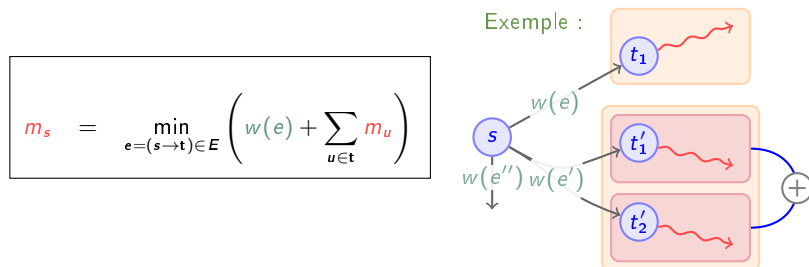 Exemple :
m_s = min_{e=(s→t)∈E} ( w(e) + ∑_{u∈t} m_u )
t_1
w(e)
s
t'_1
w(e'') w(e')
+
t'_2